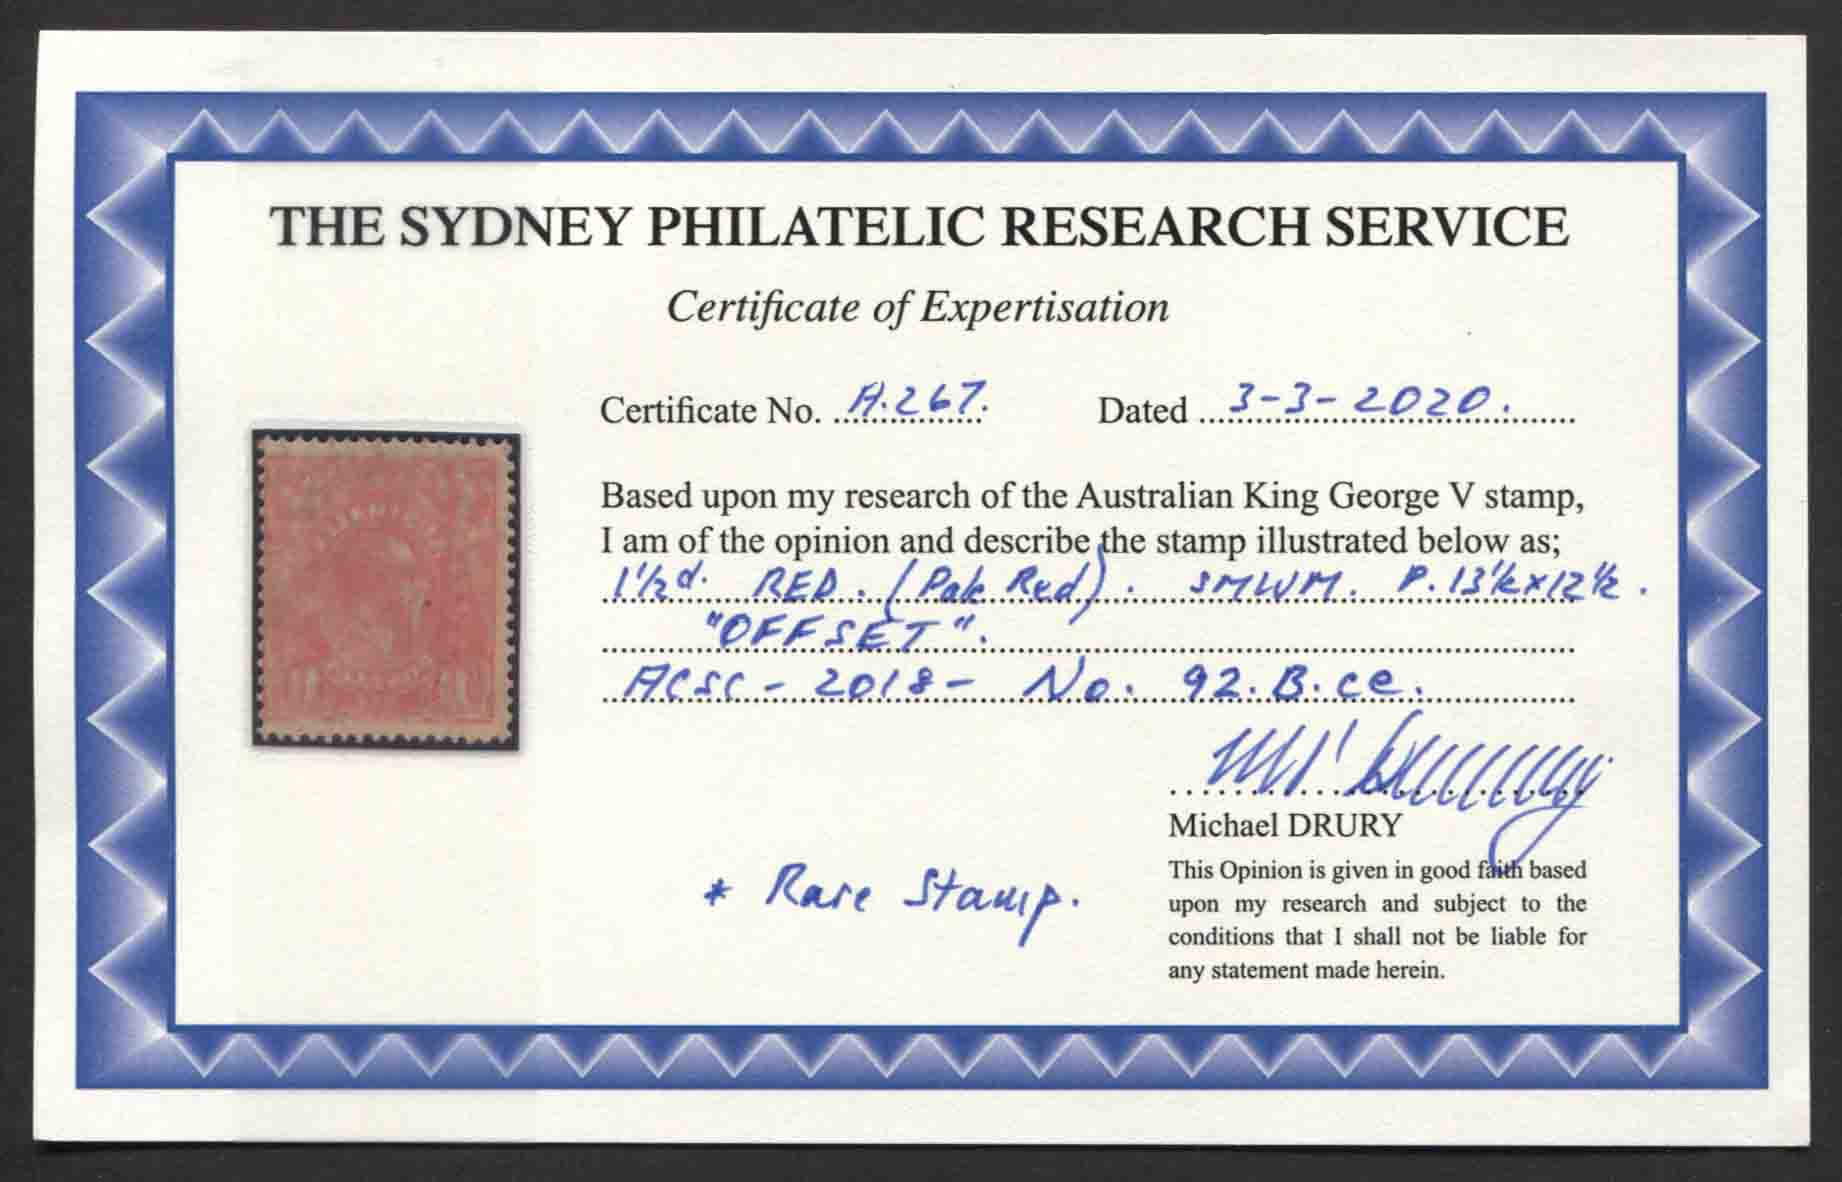 THE SYDNEY PHILATELIC RESEARCH SERVICE
Certificate of Expertisation
Certificate No. A.267. Dated 3-3-2020.
Based upon my research of the Australian King George V stamp,
I am of the opinion and describe the stamp illustrated below as;
1½d. RED. (Pale Red). SMWM. P. 13½x12½.
"OFFSET".
ACSC - 2018 - No. 92.B.ce.
Michael DRURY
This Opinion is given in good faith based
upon my research and subject to the
conditions that I shall not be liable for
any statement made herein.
* Rare Stamp.